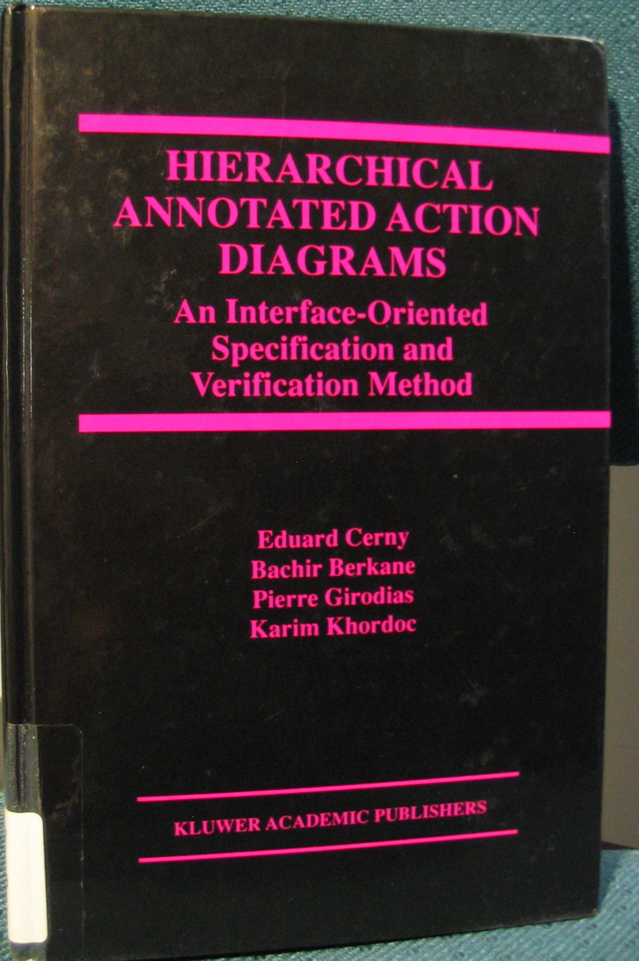 HIERARCHICAL
ANNOTATED ACTION
DIAGRAMS
An Interface-Oriented
Specification and
Verification Method
Eduard Cerny
Bachir Berkane
Pierre Girodias
Karim Khordoc
KLUWER ACADEMIC PUBLISHERS